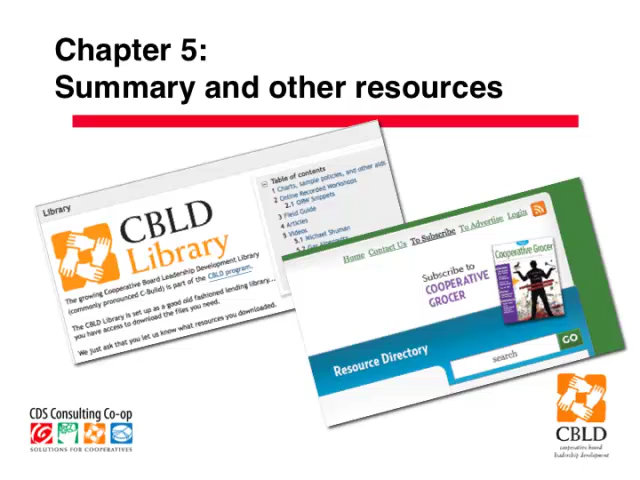 Chapter 5:
Summary and other resources
Library
CBLD
Library
The growing Cooperative Board Leadership Development Library
(commonly pronounced C-Build) is part of the CBLD program.
The CBLD Library is set up as a good old fashioned lending library...
you have access to download the files you need.
We just ask that you let us know what resources you downloaded.
Table of contents
1 Charts, sample policies, and other aids
2 Online Recorded Workshops
2.1 GRW Snippets
3 Field Guide
4 Articles
5 Videos
5.1 Michael Shuman
Home Contact Us To Subscribe To Advertise Login
Subscribe to
COOPERATIVE
GROCER
Cooperative Grocer
Resource Directory
search
GO
CDS Consulting Co-op
SOLUTIONS FOR COOPERATIVES
CBLD
cooperative board
leadership development